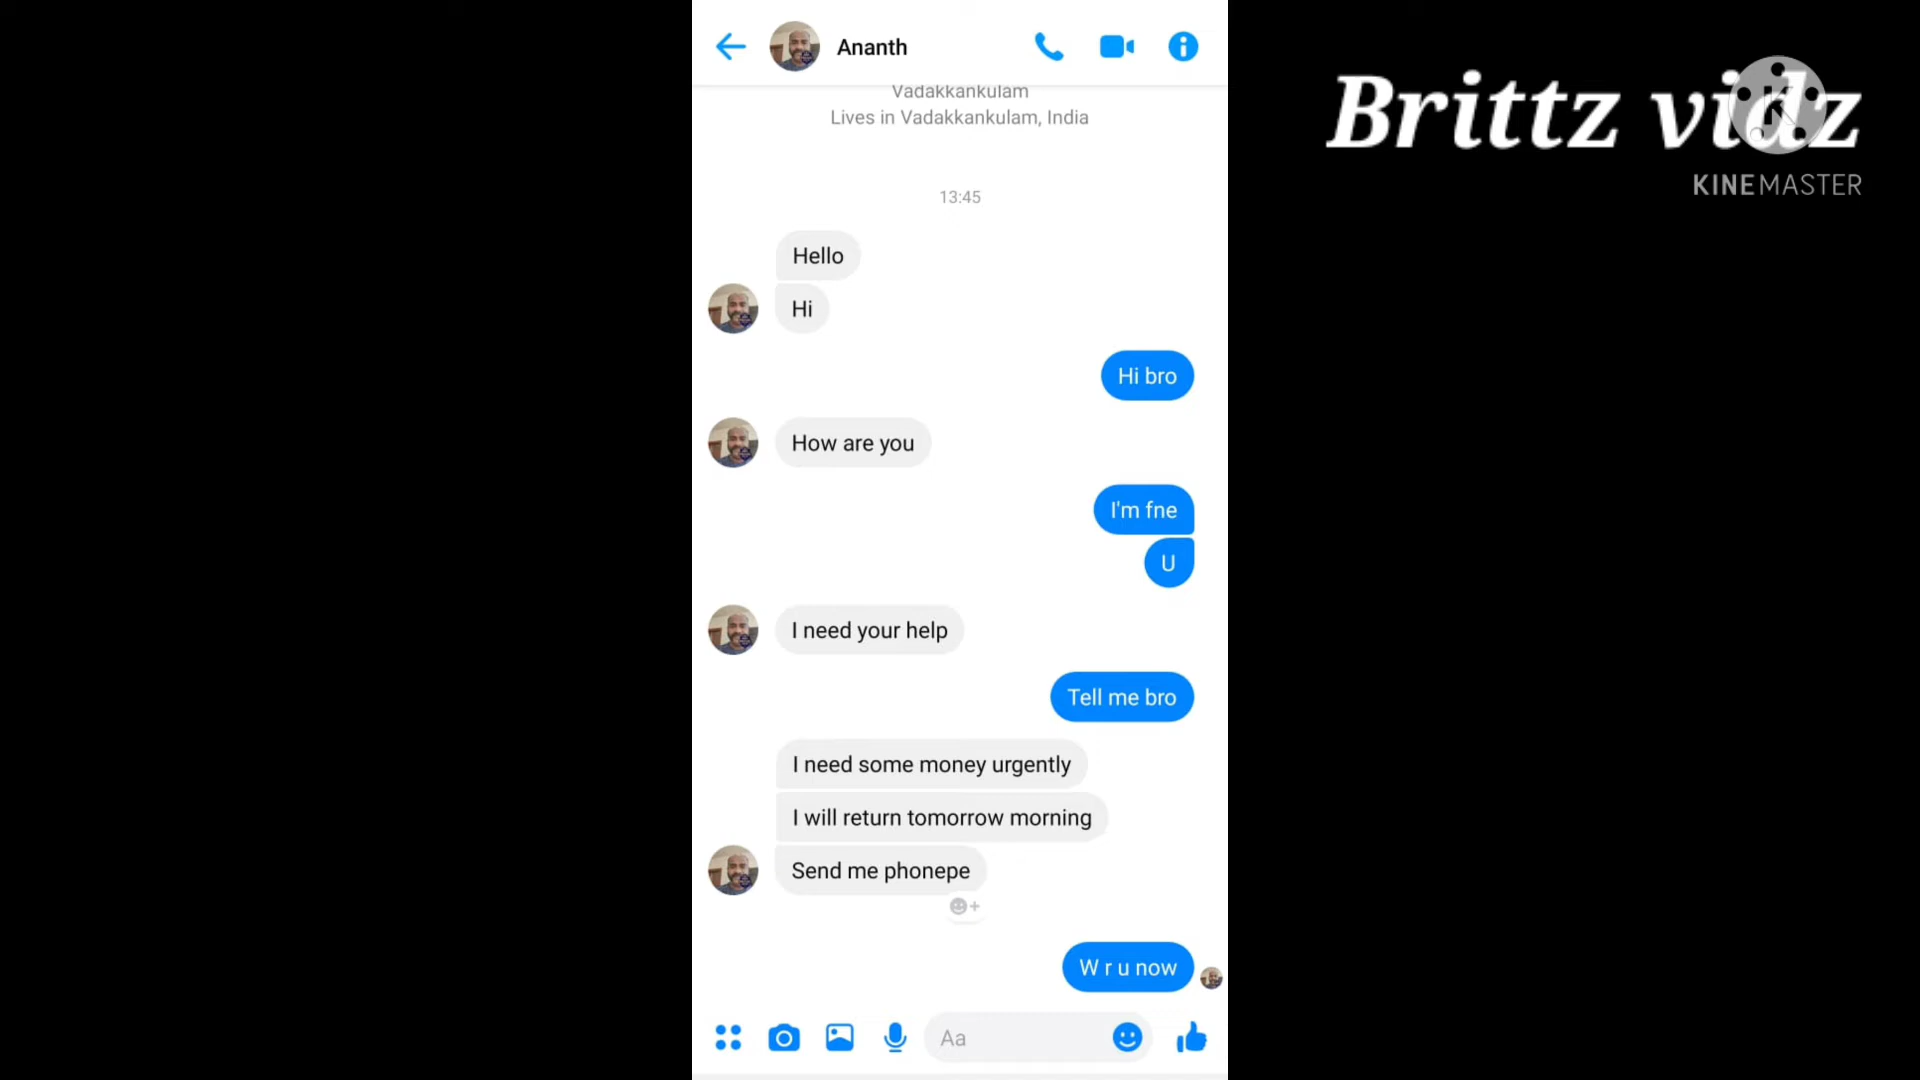 Ananth
Vadakkankulam
Lives in Vadakkankulam, India
13:45
Hello
Hi
Hi bro
How are you
I'm fne
U
I need your help
Tell me bro
I need some money urgently
I will return tomorrow morning
Send me phonepe
W r u now
Aa
Brittz vidz
K
KINEMASTER